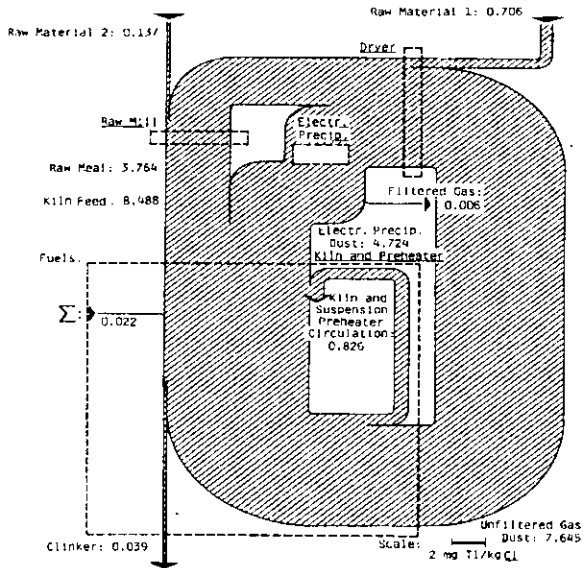 Raw Material 1: 0.706
Raw Material 2: 0.137
Dryer
Raw Mill
Electr.
Precip.
Raw Meal: 3.764
Filtered Gas:
0.006
Kiln Feed. 8.488
Electr. Precip.
Dust: 4.724
Kiln and Preheater
Fuels.
Σ:
0.022
Kiln and
Suspension
Preheater
Circulation:
0.826
Unfiltered Gas
Dust: 7.645
Clinker: 0.039
Scale:
2 mg Tl/kg Cl